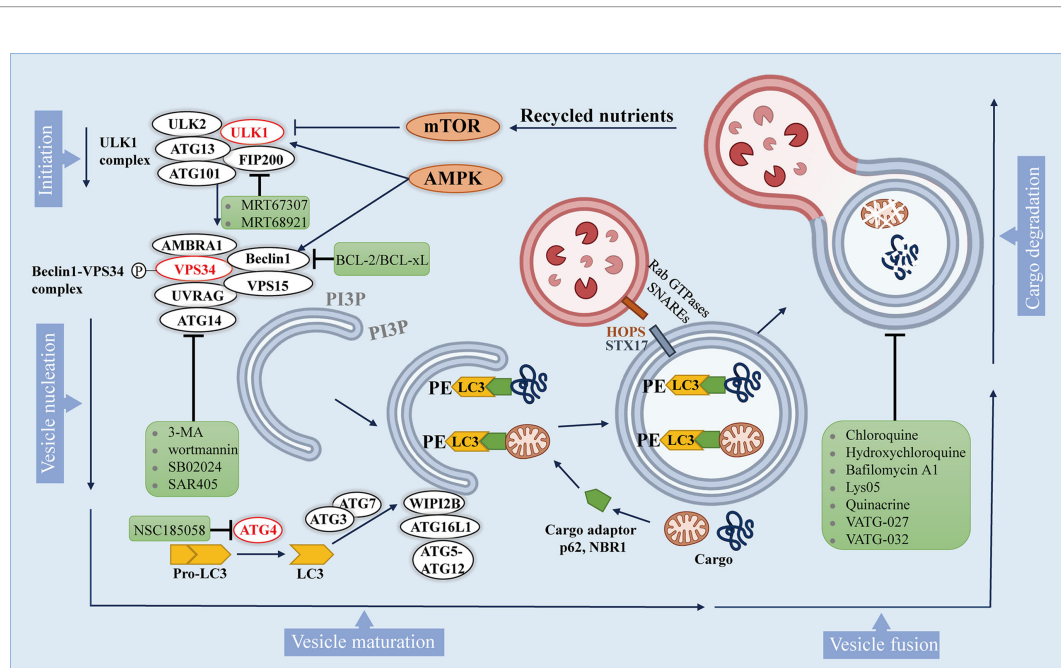 Initiation
ULK1
complex
ULK2
ULK1
ATG13
FIP200
ATG101
MRT67307
MRT68921
mTOR
Recycled nutrients
AMPK
Beclin1-VPS34
complex
P
AMBRA1
VPS34
Beclin1
VPS15
UVRAG
ATG14
BCL-2/BCL-xL
PI3P
PI3P
Vesicle nucleation
3-MA
wortmannin
SB02024
SAR405
NSC185058
ATG4
Pro-LC3
LC3
ATG7
ATG3
WIPI2B
ATG16L1
ATG5-
ATG12
PE LC3
PE LC3
Cargo adaptor
p62, NBR1
Cargo
Rab GTPases
SNAREs
HOPS
STX17
PE LC3
PE LC3
Chloroquine
Hydroxychloroquine
Bafilomycin A1
Lys05
Quinacrine
VATG-027
VATG-032
Cargo degradation
Vesicle maturation
Vesicle fusion